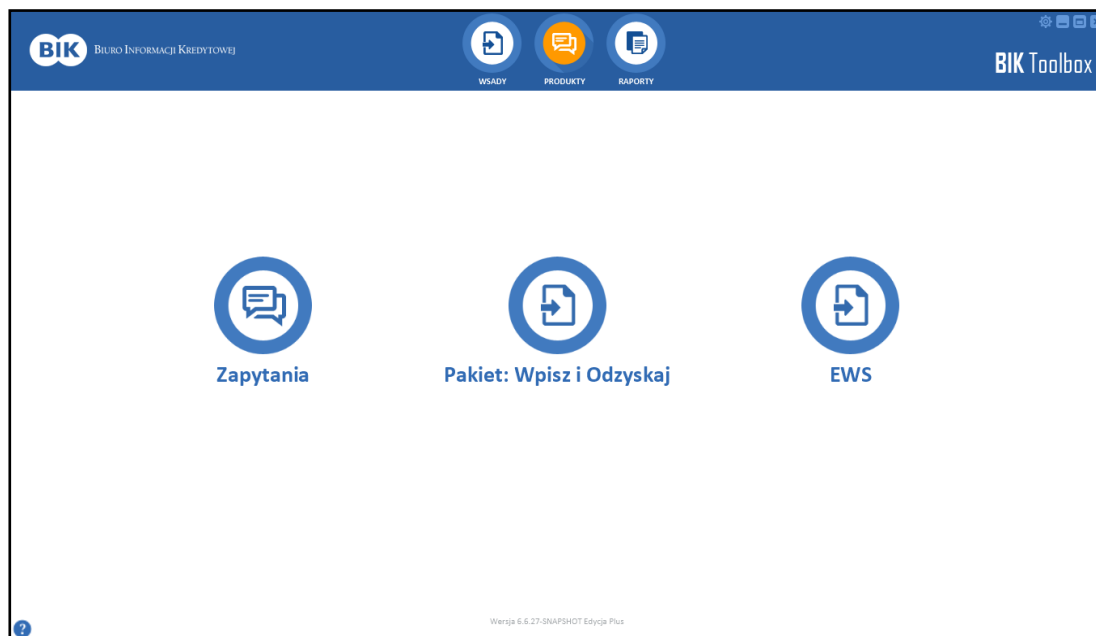 BIK BIURO INFORMACJI KREDYTOWEJ
WSADY PRODUKTY RAPORTY
BIK Toolbox
Zapytania Pakiet: Wpisz i Odzyskaj EWS
Wersja 6.6.27-SNAPSHOT Edycja Plus
?